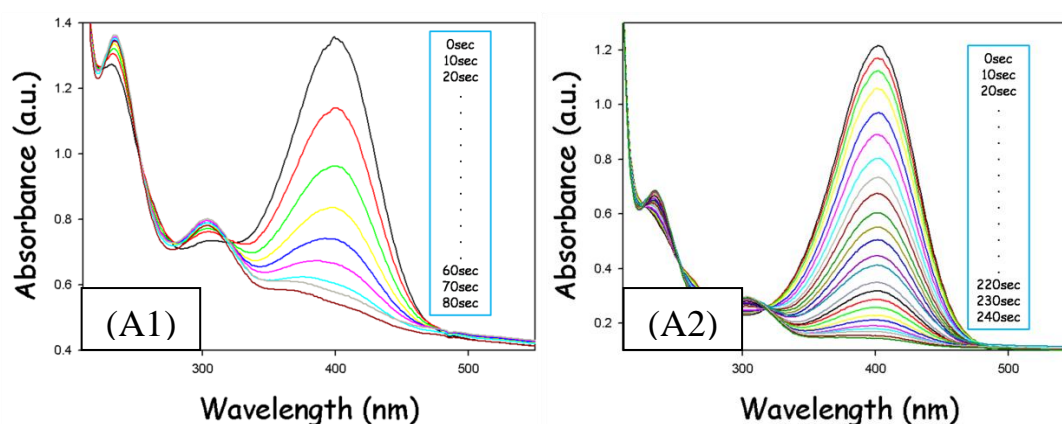 Absorbance (a.u.)
1.4
1.2
1.0
0.8
0.6
0.4
0sec
10sec
20sec
60sec
70sec
80sec
(A1)
300
400
500
Wavelength (nm)
Absorbance (a.u.)
1.2
1.0
0.8
0.6
0.4
0.2
0sec
10sec
20sec
220sec
230sec
240sec
(A2)
300
400
500
Wavelength (nm)